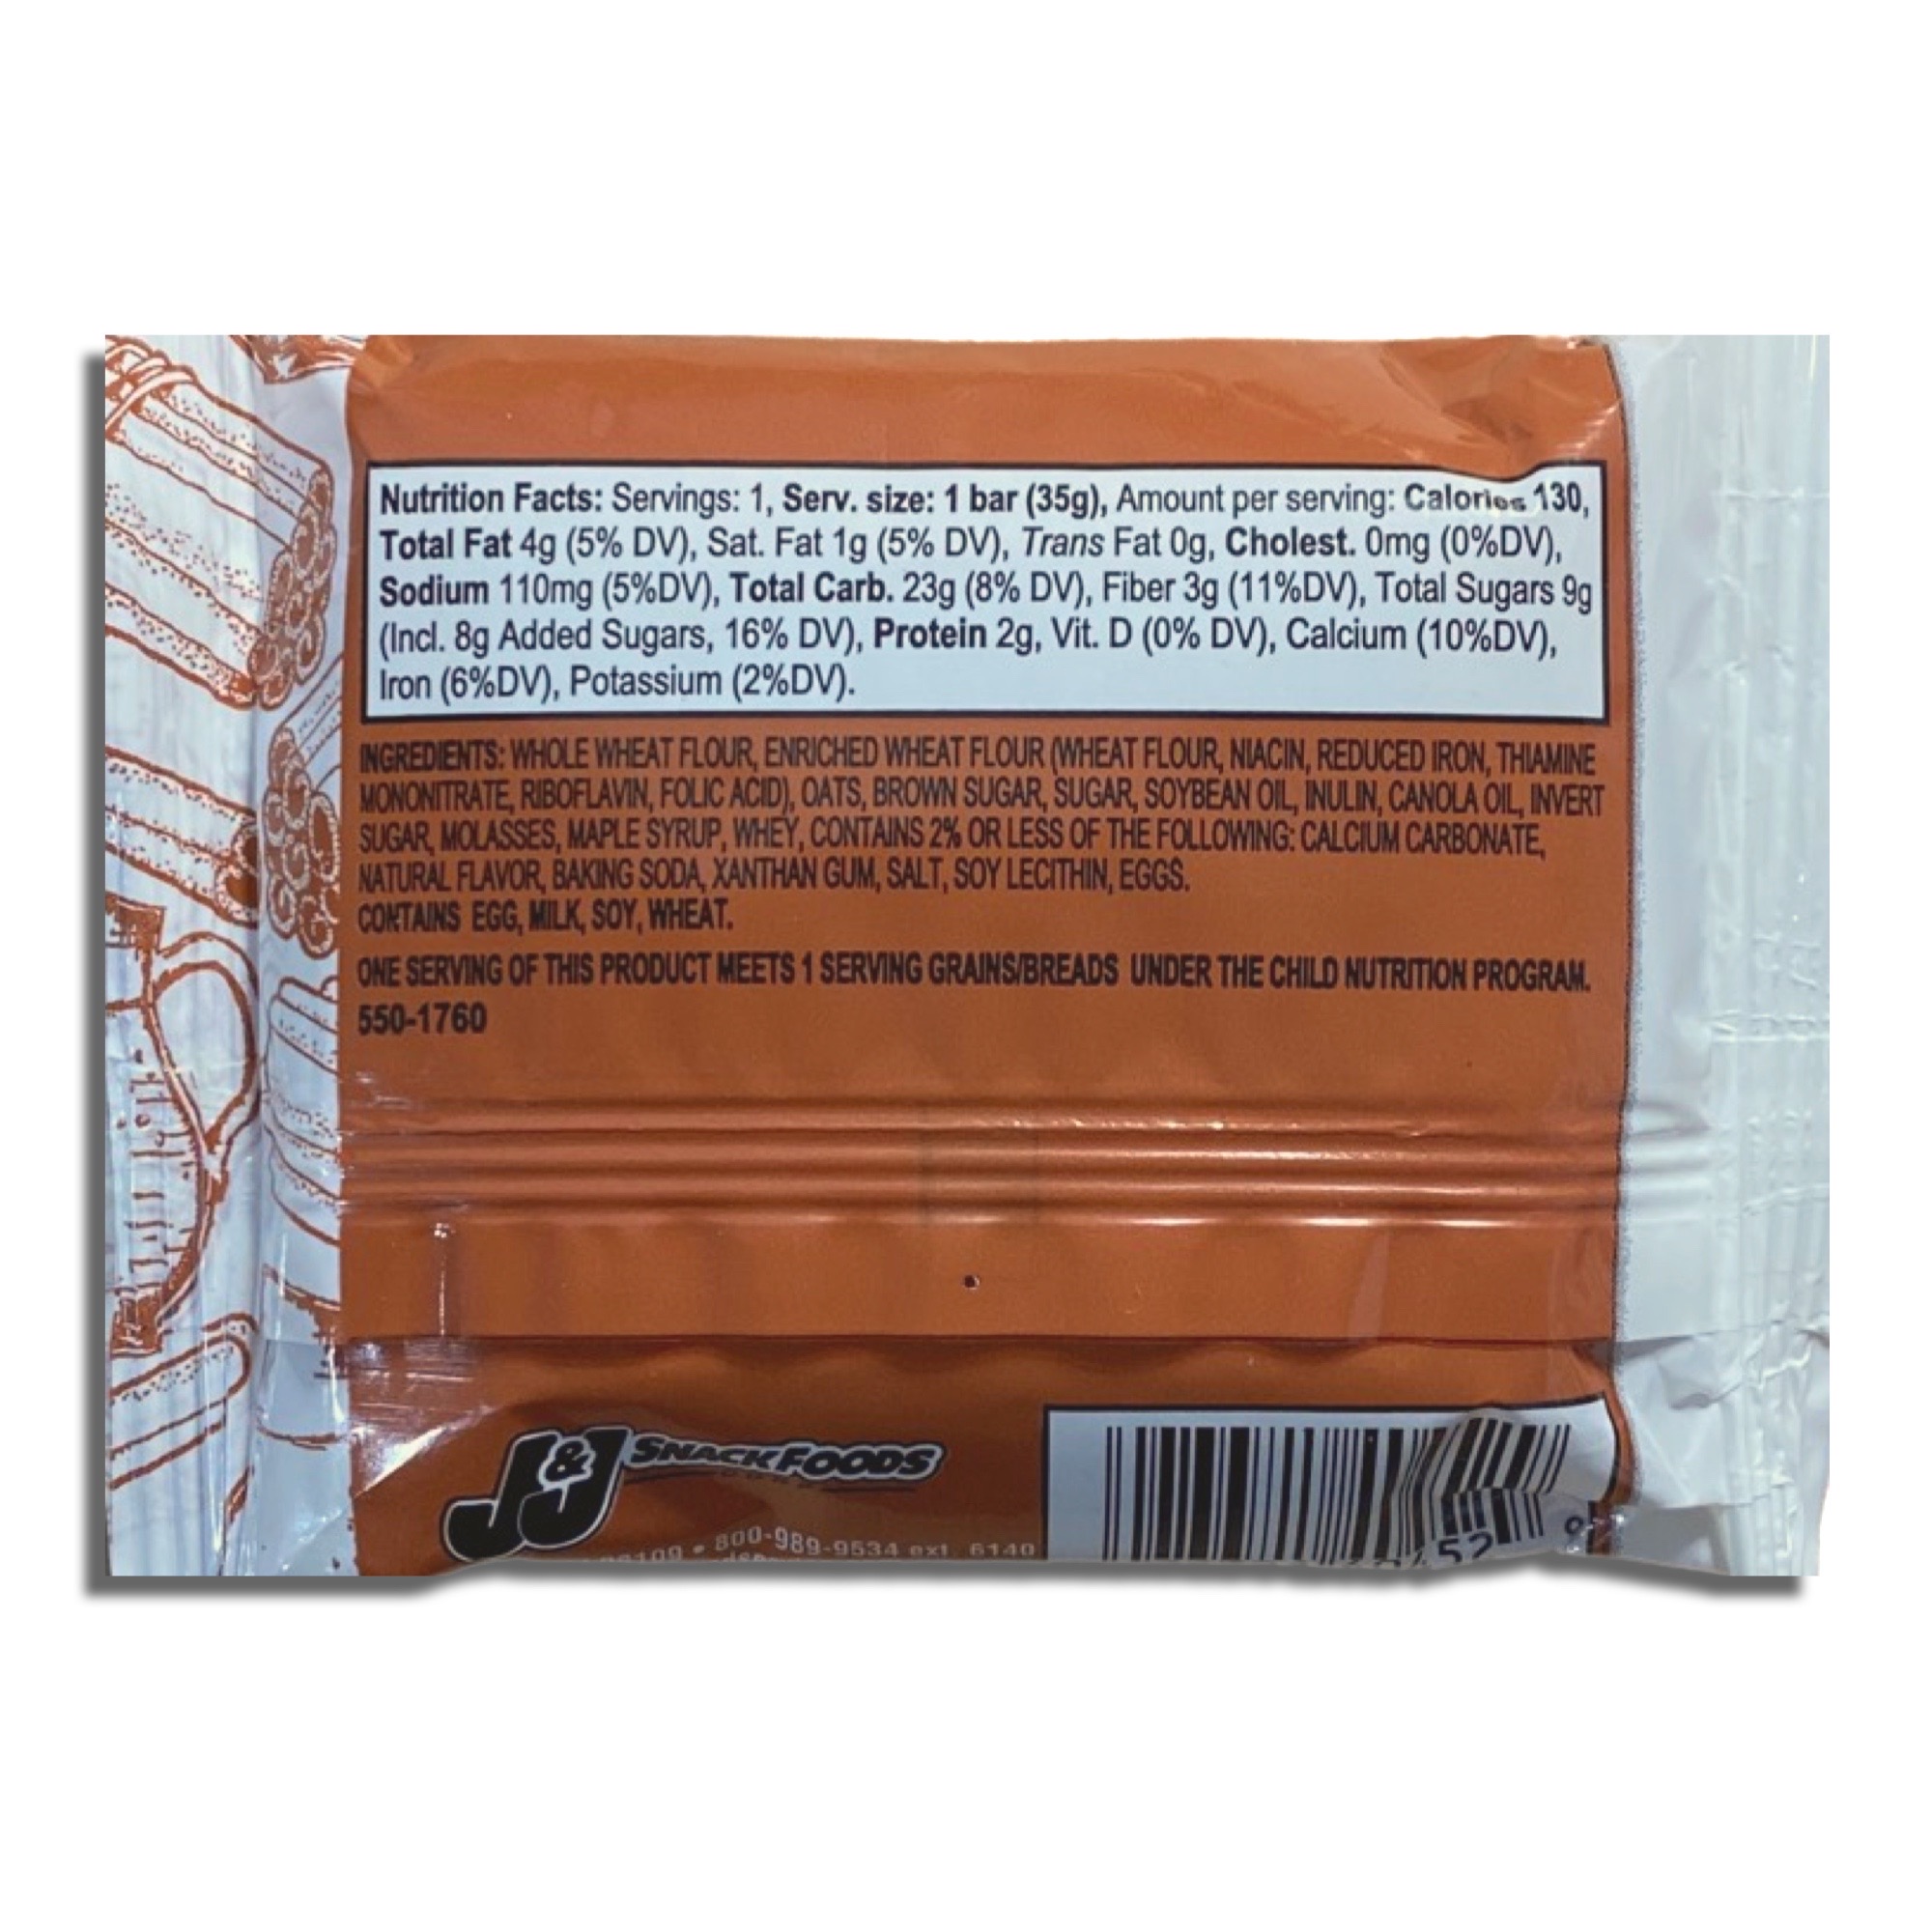 Nutrition Facts: Servings: 1, Serv. size: 1 bar (35g), Amount per serving: Calories 130,
Total Fat 4g (5% DV), Sat. Fat 1g (5% DV), Trans Fat 0g, Cholest. 0mg (0%DV),
Sodium 110mg (5%DV), Total Carb. 23g (8% DV), Fiber 3g (11%DV), Total Sugars 9g
(Incl. 8g Added Sugars, 16% DV), Protein 2g, Vit. D (0% DV), Calcium (10%DV),
Iron (6%DV), Potassium (2%DV).
INGREDIENTS: WHOLE WHEAT FLOUR, ENRICHED WHEAT FLOUR (WHEAT FLOUR, NIACIN, REDUCED IRON, THIAMINE
MONONITRATE, RIBOFLAVIN, FOLIC ACID), OATS, BROWN SUGAR, SUGAR, SOYBEAN OIL, INULIN, CANOLA OIL, INVERT
SUGAR, MOLASSES, MAPLE SYRUP, WHEY, CONTAINS 2% OR LESS OF THE FOLLOWING: CALCIUM CARBONATE,
NATURAL FLAVOR, BAKING SODA, XANTHAN GUM, SALT, SOY LECITHIN, EGGS.
CONTAINS EGG, MILK, SOY, WHEAT.
ONE SERVING OF THIS PRODUCT MEETS 1 SERVING GRAINS/BREADS UNDER THE CHILD NUTRITION PROGRAM.
550-1760
J&J SNACK FOODS
• 800-989-9534 ext. 6140
52